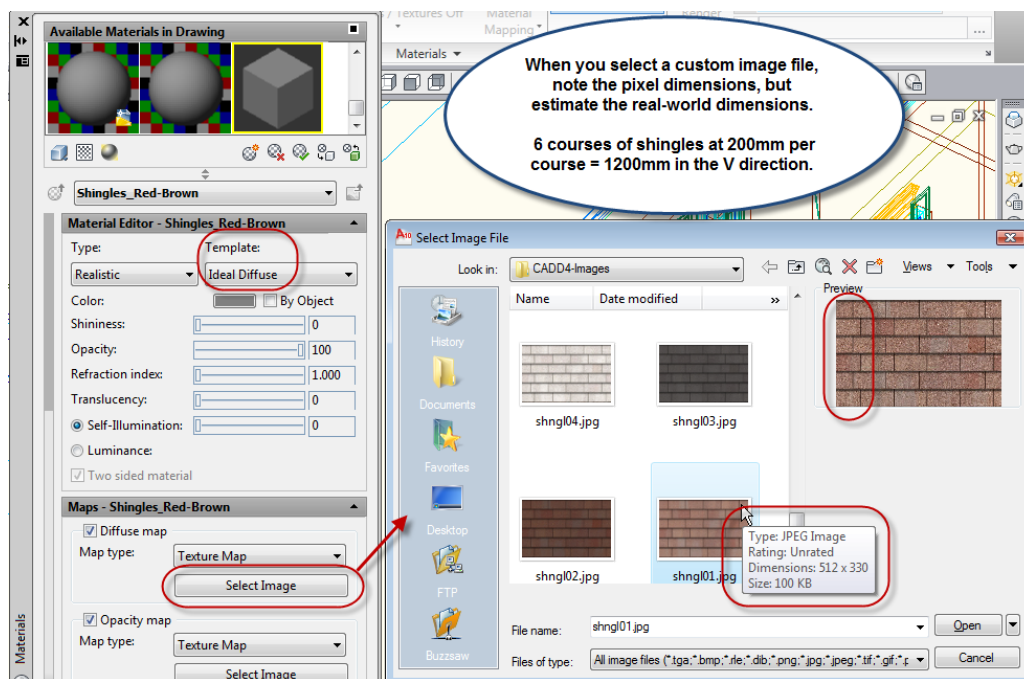 Available Materials in Drawing
/ Textures Off
Material
Mapping
Render
...
Materials
When you select a custom image file,
note the pixel dimensions, but
estimate the real-world dimensions.
6 courses of shingles at 200mm per
course = 1200mm in the V direction.
Shingles_Red-Brown
Material Editor - Shingles_Red-Brown
Type:
Template:
Realistic
Ideal Diffuse
Color:
By Object
Shininess:
0
Opacity:
100
Refraction index:
1.000
Translucency:
0
Self-Illumination:
0
Luminance:
Two sided material
Maps - Shingles_Red-Brown
Diffuse map
Map type:
Texture Map
Select Image
Opacity map
Map type:
Texture Map
Select Image
Materials
Select Image File
Look in:
CADD4-Images
Views
Tools
Name
Date modified
»
Preview
History
Documents
Favorites
Desktop
FTP
Buzzsaw
shngl04.jpg
shngl03.jpg
shngl02.jpg
shngl01.jpg
Type: JPEG Image
Rating: Unrated
Dimensions: 512 x 330
Size: 100 KB
File name:
shngl01.jpg
Open
Files of type:
All image files (*.tga;*.bmp;*.rle;*.dib;*.png;*.jpg;*.jpeg;*.tif;*.gif;*.p
Cancel